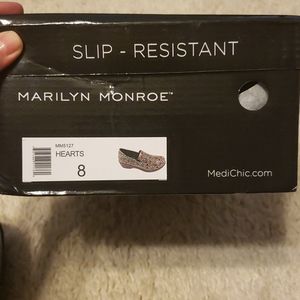 SLIP - RESISTANT
MARILYN MONROE™
MM5127
HEARTS
8
MediChic.com